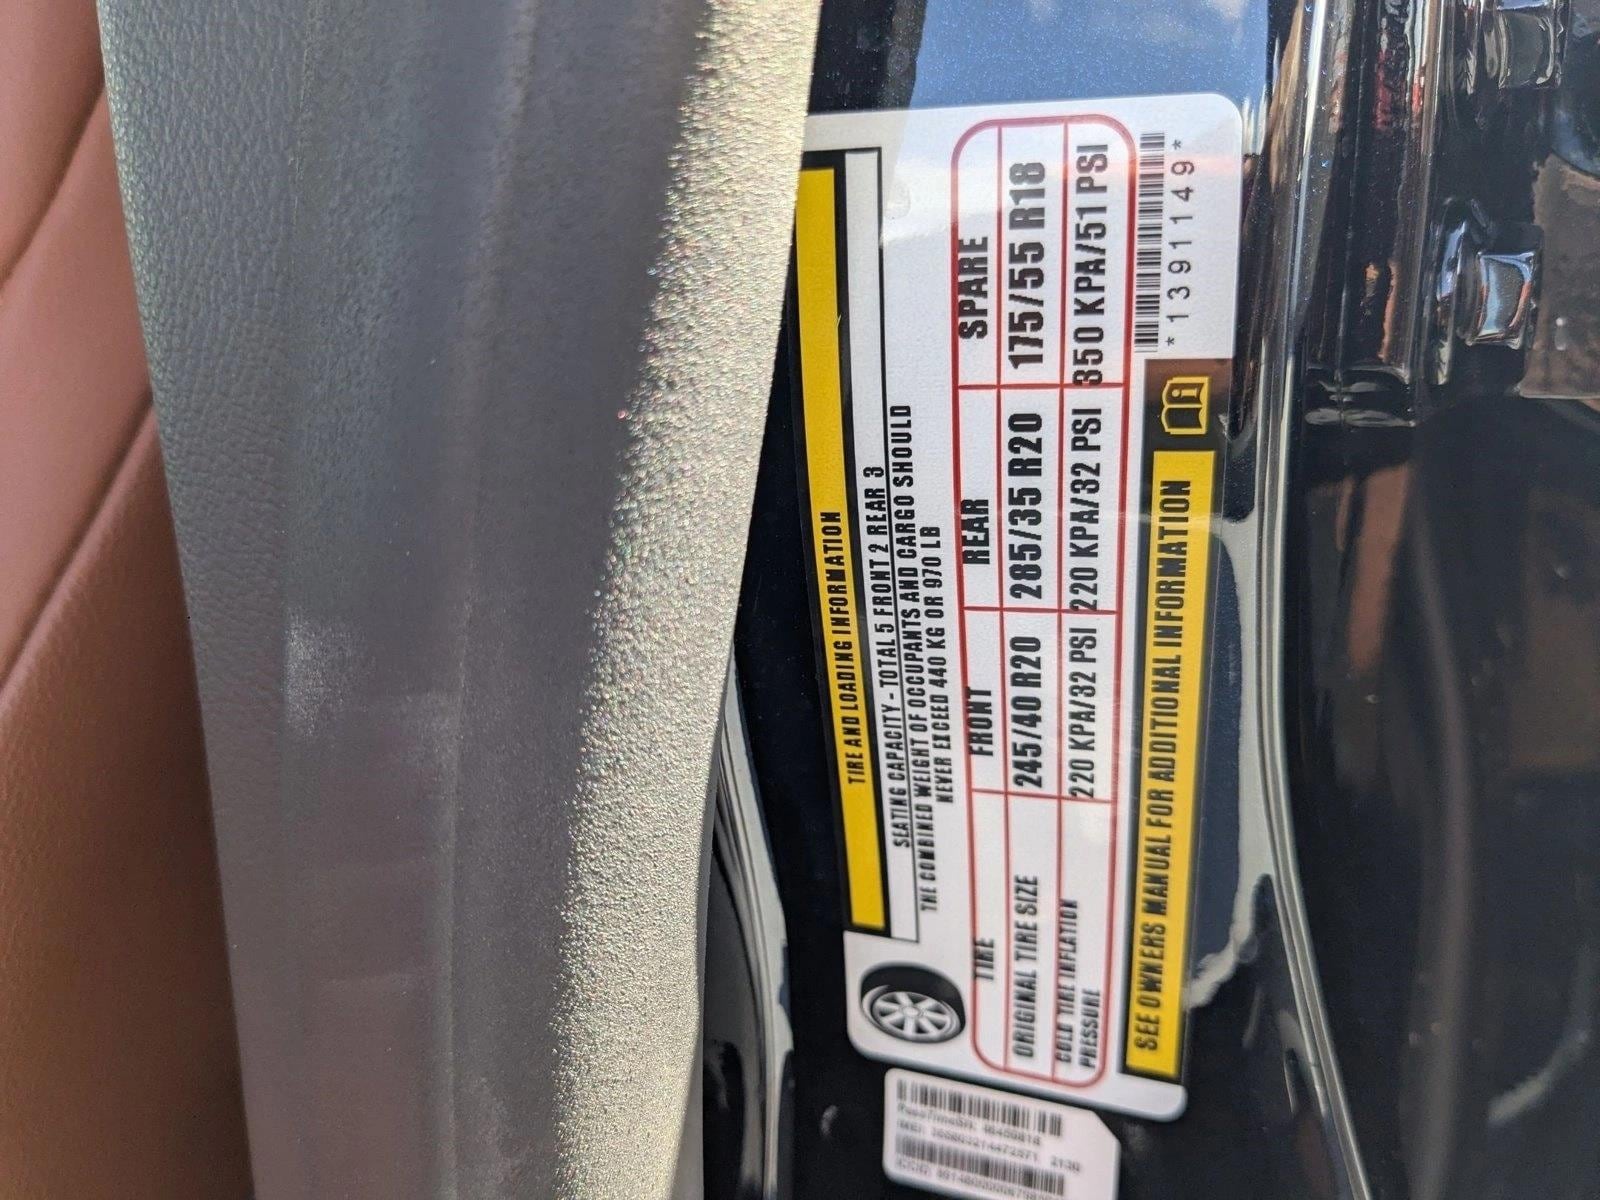 TIRE AND LOADING INFORMATION
SEATING CAPACITY - TOTAL 5 FRONT 2 REAR 3
THE COMBINED WEIGHT OF OCCUPANTS AND CARGO SHOULD
NEVER EXCEED 440 KG OR 970 LB
TIRE FRONT REAR SPARE
ORIGINAL TIRE SIZE 245/40 R20 285/35 R20 175/55 R18
COLD TIRE INFLATION
PRESSURE 220 KPA/32 PSI 220 KPA/32 PSI 350 KPA/51 PSI
SEE OWNERS MANUAL FOR ADDITIONAL INFORMATION
*1391149*
IMEI:
2130
ICCID: